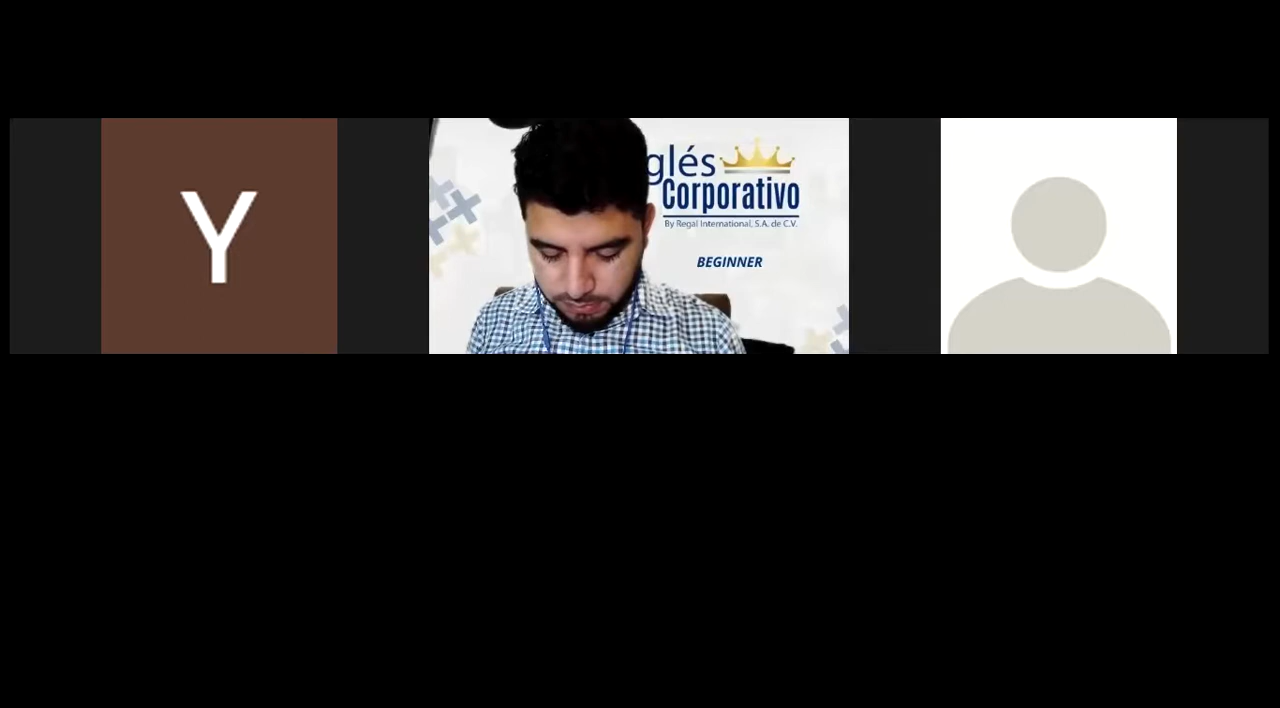 Y
glés
Corporativo
By Regal International, S.A. de C.V.
BEGINNER